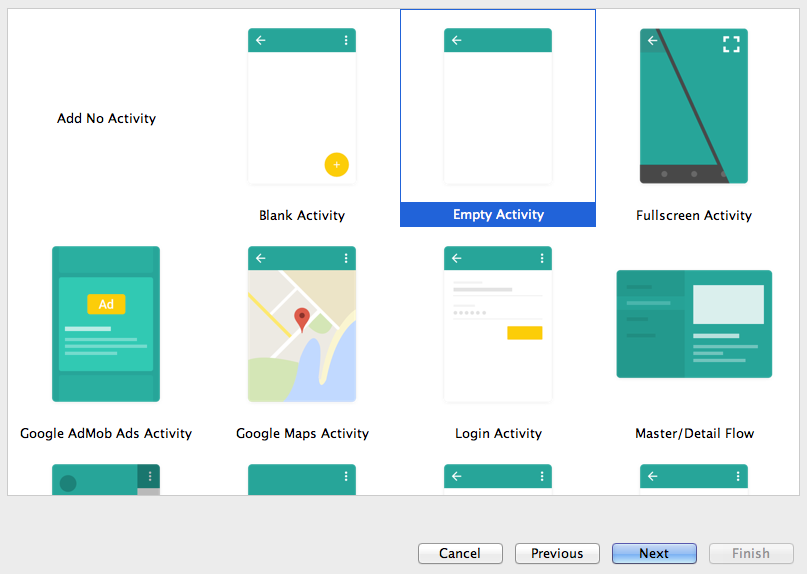 Add No Activity
Blank Activity
Empty Activity
Fullscreen Activity
Ad
Google AdMob Ads Activity
Google Maps Activity
Login Activity
Master/Detail Flow
Cancel
Previous
Next
Finish